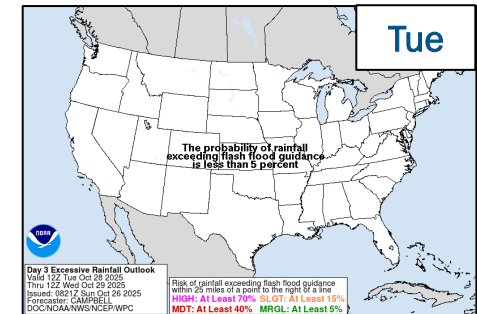 Tue
The probability of rainfall
exceeding flash flood guidance
is less than 5 percent
NOAA
Day 3 Excessive Rainfall Outlook
Valid 12Z Tue Oct 28 2025
Thru 12Z Wed Oct 29 2025
Issued: 0821Z Sun Oct 26 2025
Forecaster: CAMPBELL
DOC/NOAA/NWS/NCEP/WPC
Risk of rainfall exceeding flash flood guidance
within 25 miles of a point to the right of a line
HIGH: At Least 70% SLGT: At Least 15%
MDT: At Least 40% MRGL: At Least 5%